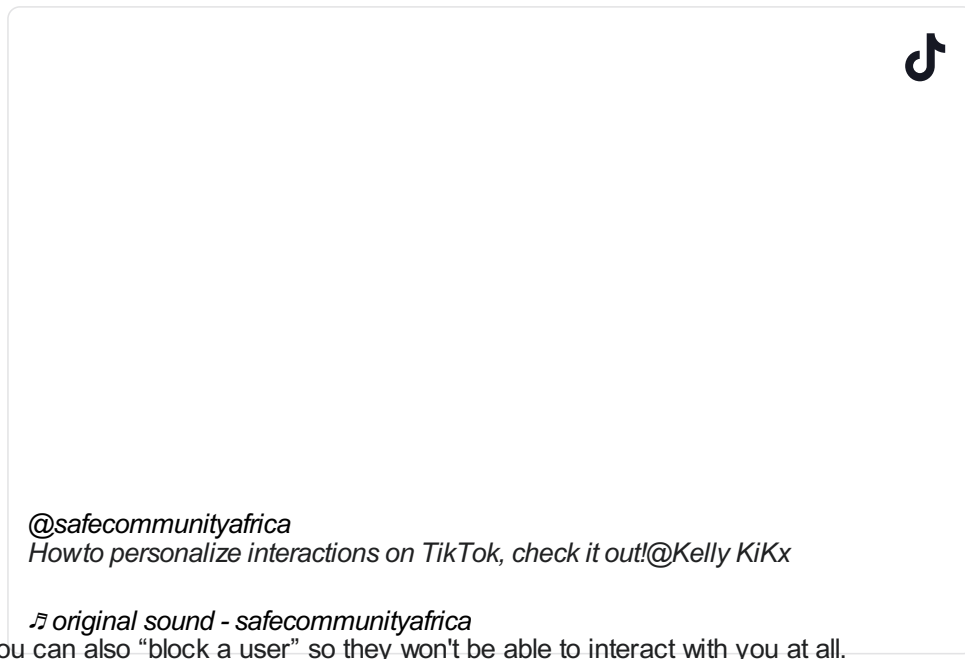 @safecommunityafrica
Howto personalize interactions on TikTok, check it out!@Kelly KiKx
♬ original sound - safecommunityafrica
ou can also “block a user” so they won't be able to interact with you at all.